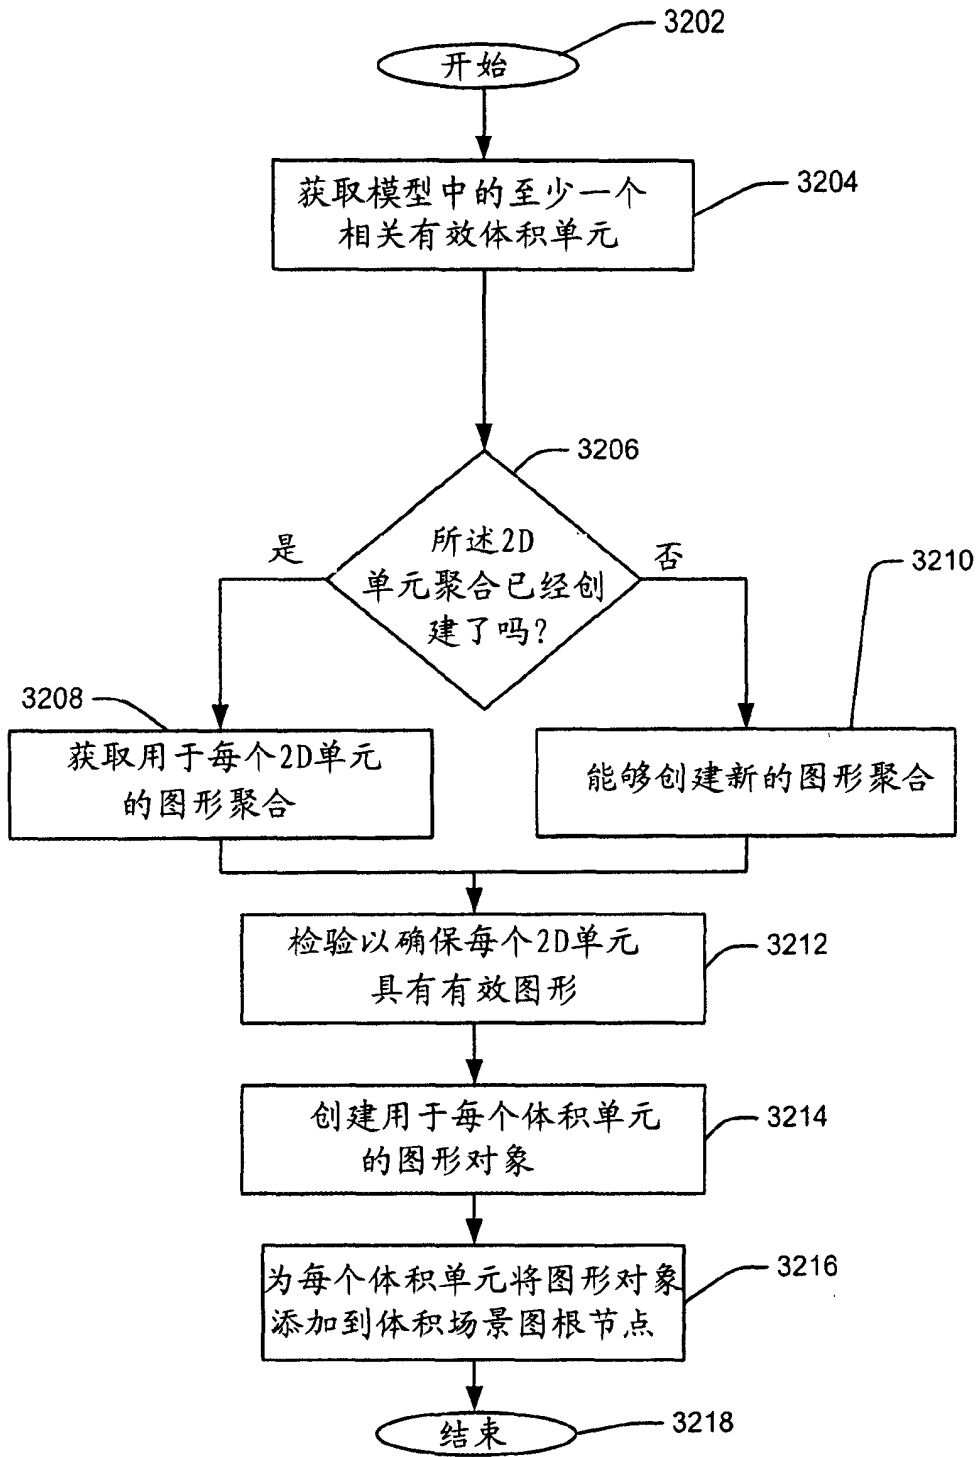 3202
开始
3204
获取模型中的至少一个
相关有效体积单元
3206
所述2D
单元聚合已经创
建了吗?
是
否
3208
获取用于每个2D单元
的图形聚合
3210
能够创建新的图形聚合
3212
检验以确保每个2D单元
具有有效图形
3214
创建用于每个体积单元
的图形对象
3216
为每个体积单元将图形对象
添加到体积场景图根节点
3218
结束